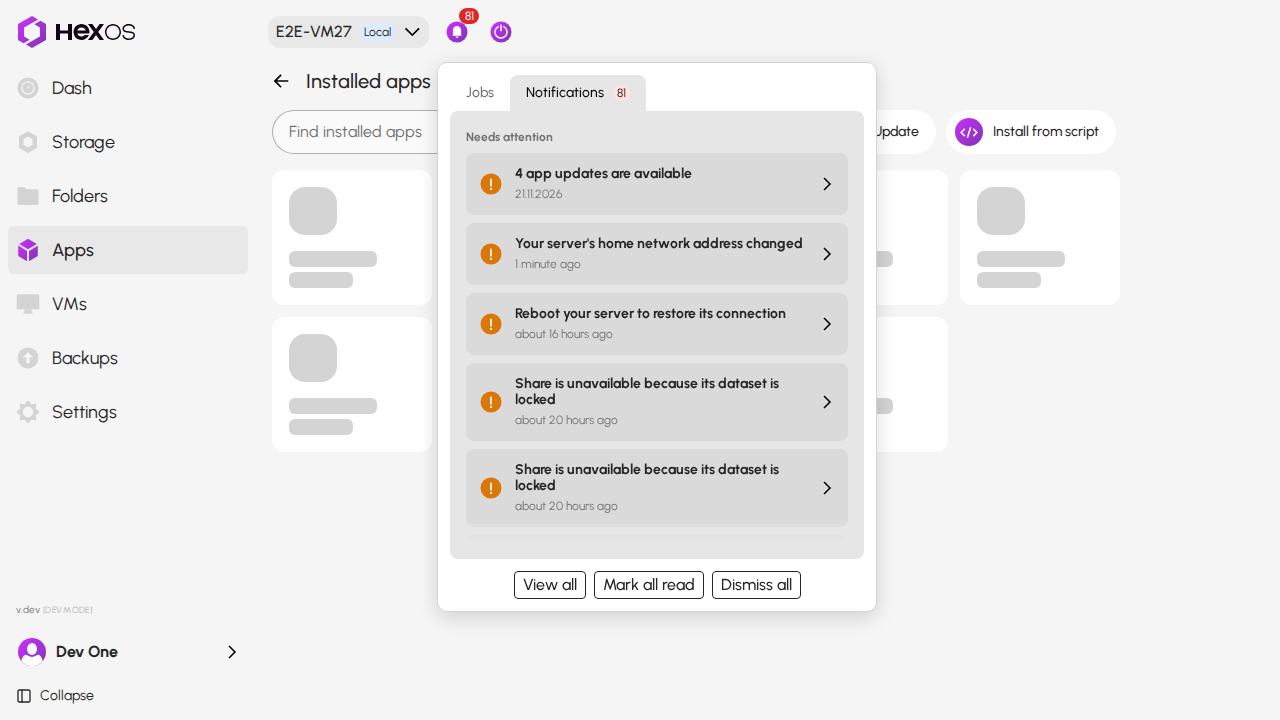 HEXOS
E2E-VM27 Local
81
Dash
Storage
Folders
Apps
VMs
Backups
Settings
v.dev [DEV MODE]
Dev One
Collapse
Installed apps
Find installed apps
Update
Install from script
Jobs
Notifications 81
Needs attention
4 app updates are available
21.11.2026
Your server's home network address changed
1 minute ago
Reboot your server to restore its connection
about 16 hours ago
Share is unavailable because its dataset is
locked
about 20 hours ago
Share is unavailable because its dataset is
locked
about 20 hours ago
View all
Mark all read
Dismiss all